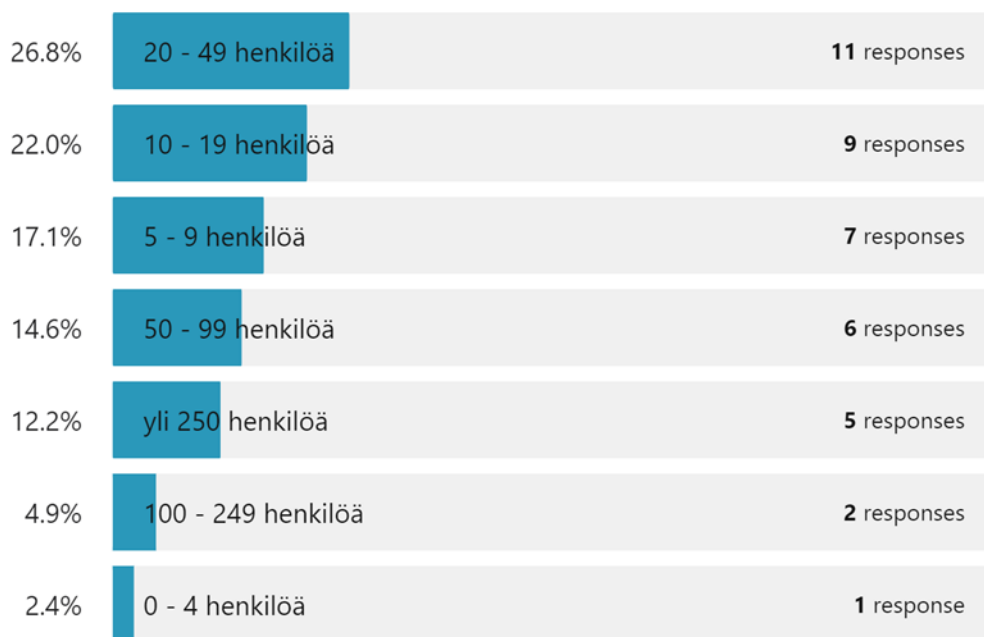 26.8% 20 - 49 henkilöä 11 responses
22.0% 10 - 19 henkilöä 9 responses
17.1% 5 - 9 henkilöä 7 responses
14.6% 50 - 99 henkilöä 6 responses
12.2% yli 250 henkilöä 5 responses
4.9% 100 - 249 henkilöä 2 responses
2.4% 0 - 4 henkilöä 1 response